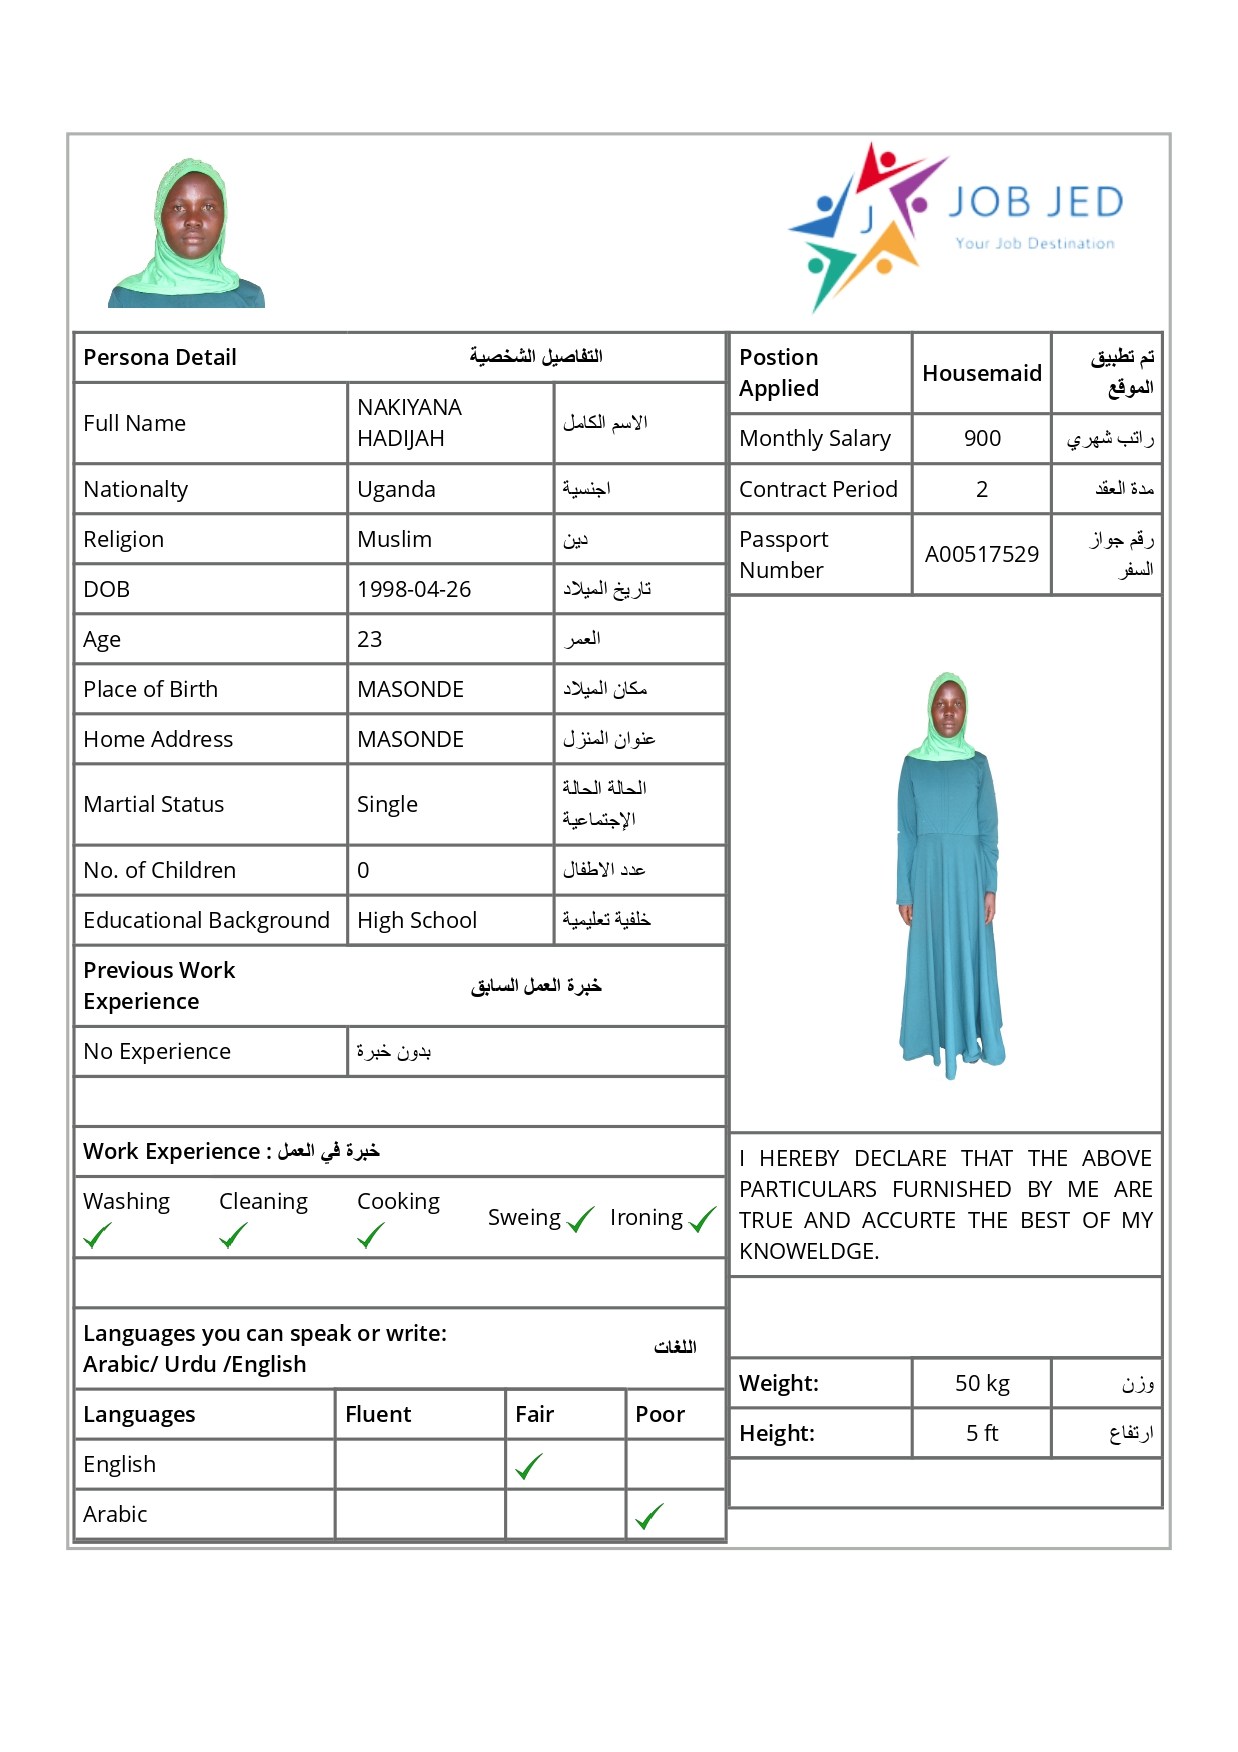 J
JOB JED
Your Job Destination
Persona Detail التفاصيل الشخصية
Full Name NAKIYANA HADIJAH الاسم الكامل
Nationalty Uganda اجنسية
Religion Muslim دين
DOB 1998-04-26 تاريخ الميلاد
Age 23 العمر
Place of Birth MASONDE مكان الميلاد
Home Address MASONDE عنوان المنزل
Martial Status Single الحالة الحالة الإجتماعية
No. of Children 0 عدد الاطفال
Educational Background High School خلفية تعليمية
Previous Work Experience خبرة العمل السابق
No Experience بدون خبرة
Work Experience : خبرة في العمل
Washing Cleaning Cooking Sweing Ironing
Languages you can speak or write:
Arabic/ Urdu /English اللغات
Languages Fluent Fair Poor
English
Arabic
Postion Applied Housemaid تم تطبيق الموقع
Monthly Salary 900 راتب شهري
Contract Period 2 مدة العقد
Passport Number A00517529 رقم جواز السفر
I HEREBY DECLARE THAT THE ABOVE
PARTICULARS FURNISHED BY ME ARE
TRUE AND ACCURTE THE BEST OF MY
KNOWELDGE.
Weight: 50 kg وزن
Height: 5 ft ارتفاع